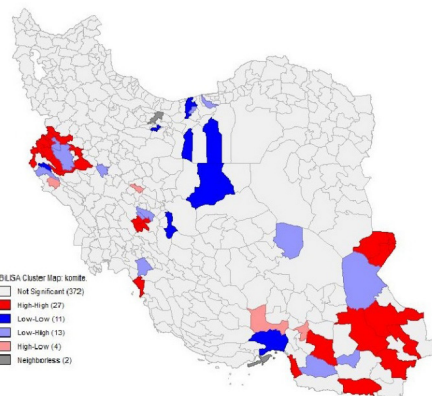 BiLISA Cluster Map: komite
Not Significant (372)
High-High (27)
Low-Low (11)
Low-High (13)
High-Low (4)
Neighborless (2)